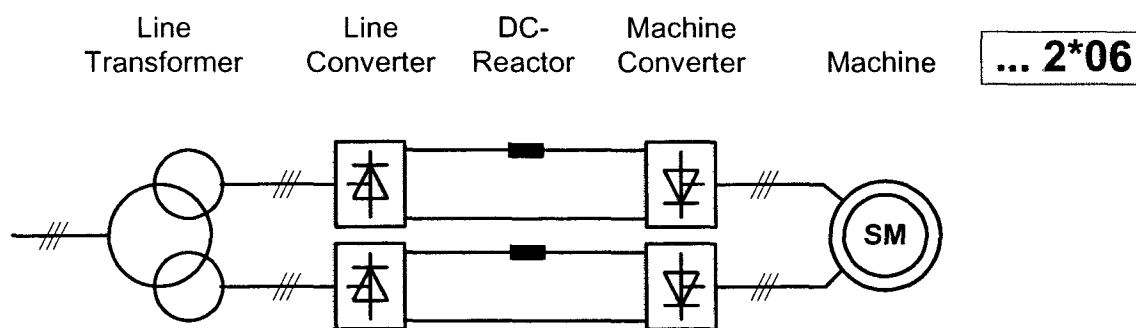 Line Transformer
Line Converter
DC-Reactor
Machine Converter
Machine
... 2*06
SM